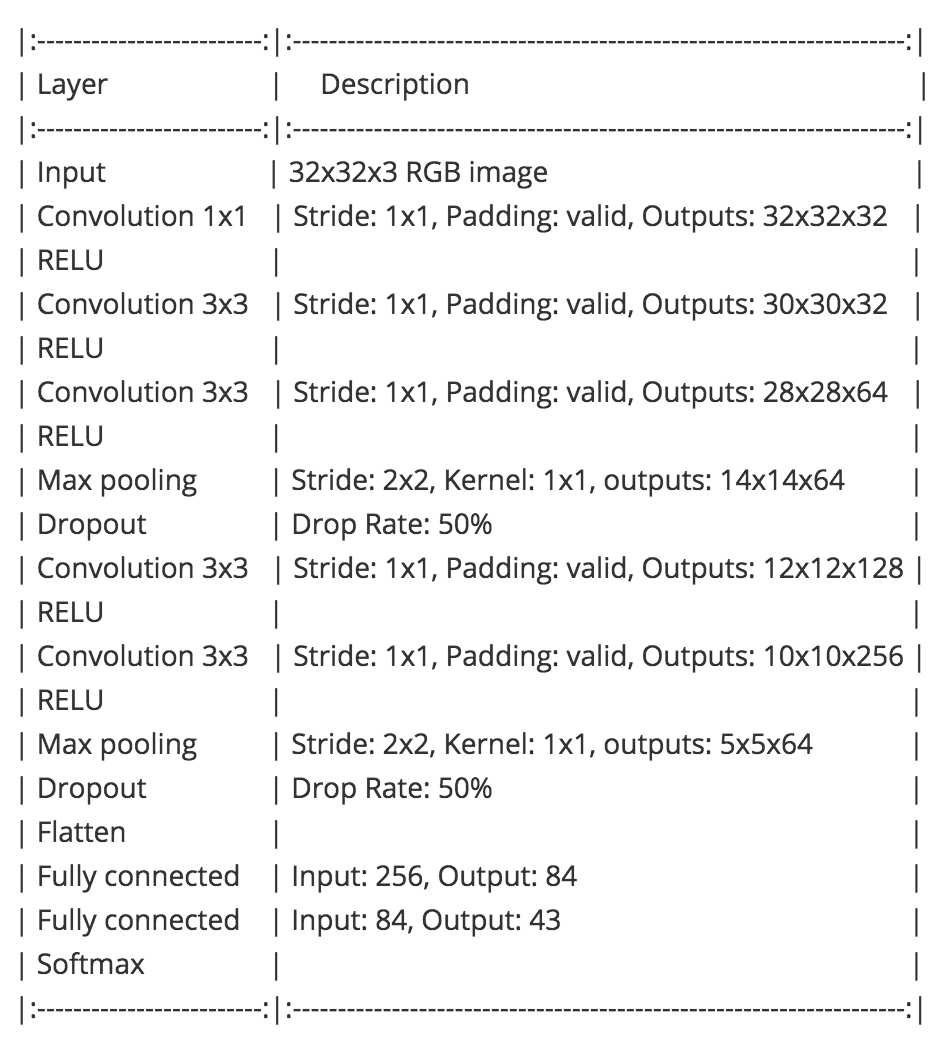 |:-------------------------:|:--------------------------------------------------------------------:|
| Layer | Description |
|:-------------------------:|:--------------------------------------------------------------------:|
| Input | 32x32x3 RGB image |
| Convolution 1x1 | Stride: 1x1, Padding: valid, Outputs: 32x32x32 |
| RELU | |
| Convolution 3x3 | Stride: 1x1, Padding: valid, Outputs: 30x30x32 |
| RELU | |
| Convolution 3x3 | Stride: 1x1, Padding: valid, Outputs: 28x28x64 |
| RELU | |
| Max pooling | Stride: 2x2, Kernel: 1x1, outputs: 14x14x64 |
| Dropout | Drop Rate: 50% |
| Convolution 3x3 | Stride: 1x1, Padding: valid, Outputs: 12x12x128 |
| RELU | |
| Convolution 3x3 | Stride: 1x1, Padding: valid, Outputs: 10x10x256 |
| RELU | |
| Max pooling | Stride: 2x2, Kernel: 1x1, outputs: 5x5x64 |
| Dropout | Drop Rate: 50% |
| Flatten | |
| Fully connected | Input: 256, Output: 84 |
| Fully connected | Input: 84, Output: 43 |
| Softmax | |
|:-------------------------:|:--------------------------------------------------------------------:|